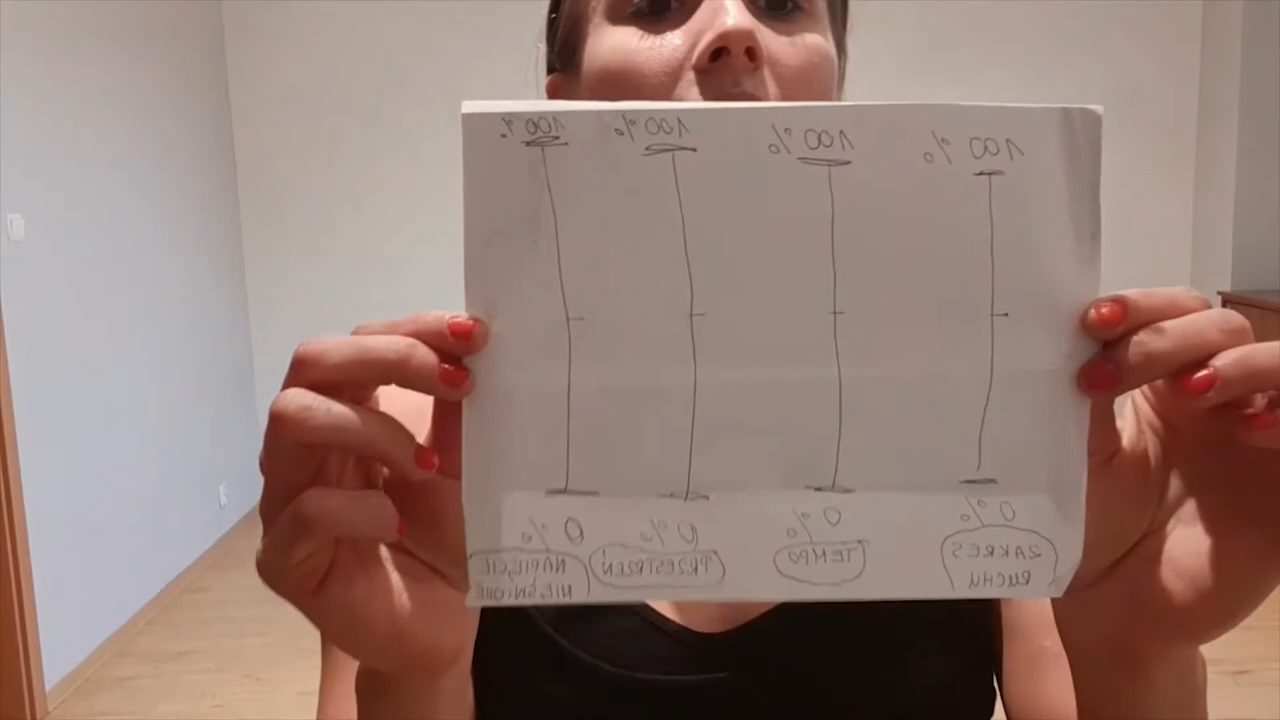 100% 100% 100% 100%
0% 0% 0% 0%
ZAKRES RUCHU
TEMPO
PRZESTRZEŃ
NAPIĘCIE MIĘŚNIOWE